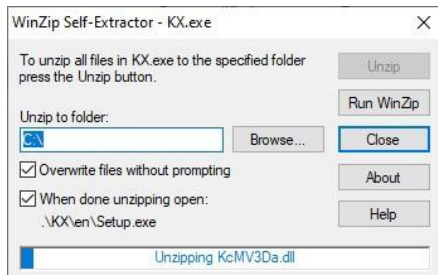 WinZip Self-Extractor - KX.exe
To unzip all files in KX.exe to the specified folder
press the Unzip button.
Unzip
Run WinZip
Unzip to folder:
C:\
Browse...
Close
Overwrite files without prompting
About
When done unzipping open:
.\KX\en\Setup.exe
Help
Unzipping KcMV3Da.dll